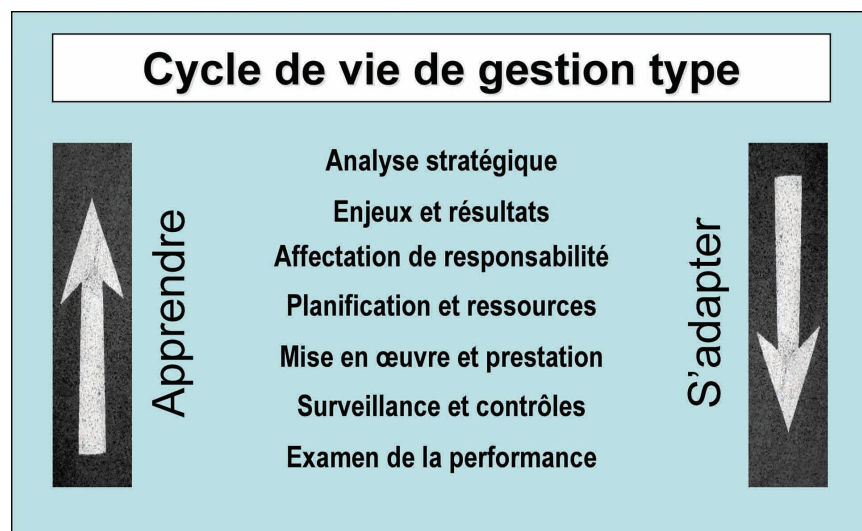 Cycle de vie de gestion type
Analyse stratégique
Enjeux et résultats
Affectation de responsabilité
Planification et ressources
Mise en œuvre et prestation
Surveillance et contrôles
Examen de la performance
Apprendre
S'adapter